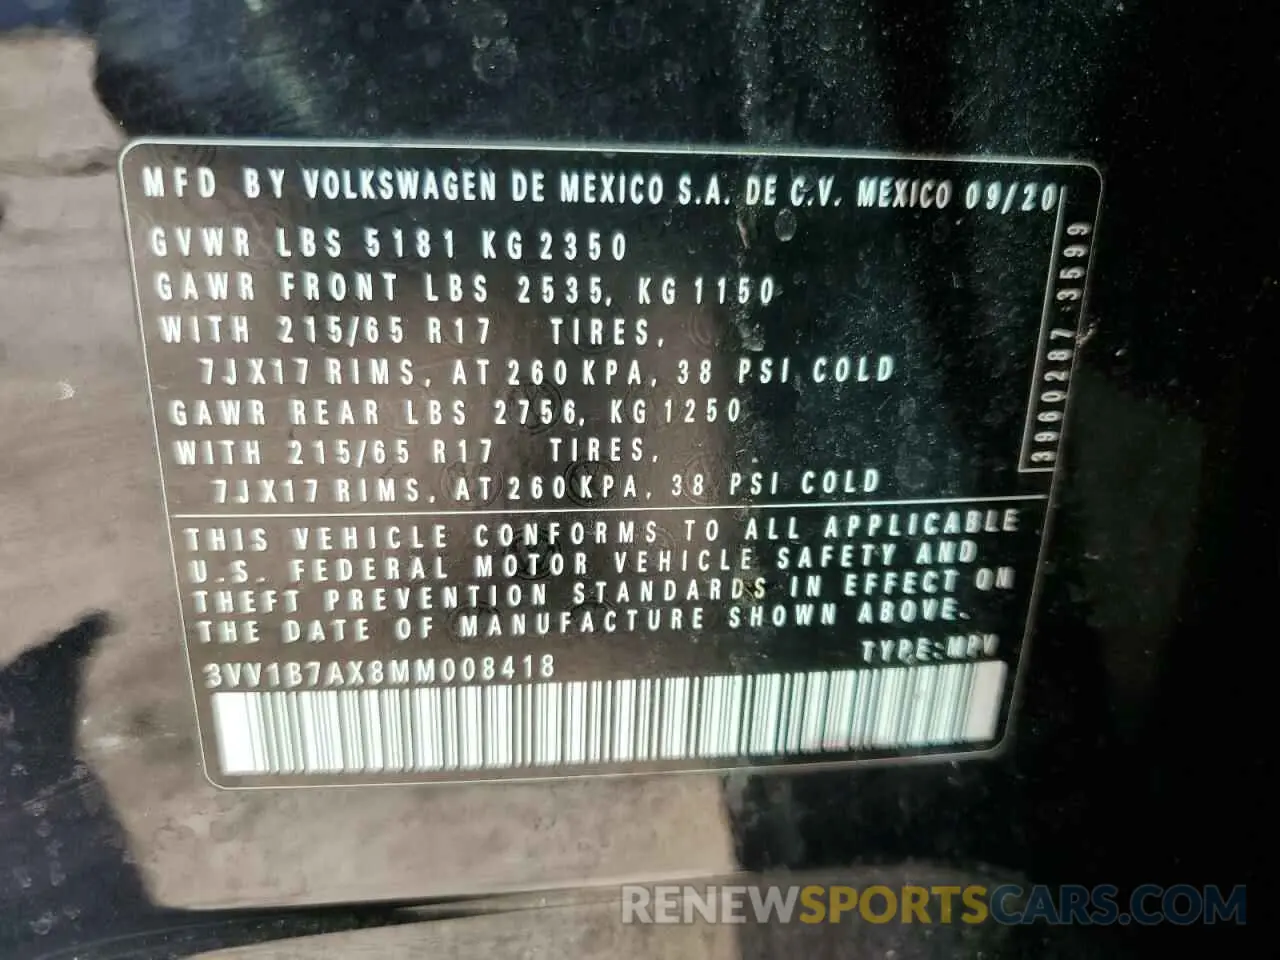 MFD BY VOLKSWAGEN DE MEXICO S.A. DE C.V. MEXICO 09/20
GVWR LBS 5181 KG 2350
GAWR FRONT LBS 2535, KG 1150
WITH 215/65 R17 TIRES,
7JX17 RIMS, AT 260 KPA, 38 PSI COLD
GAWR REAR LBS 2756, KG 1250
WITH 215/65 R17 TIRES,
7JX17 RIMS, AT 260 KPA, 38 PSI COLD
3960287 3599
THIS VEHICLE CONFORMS TO ALL APPLICABLE
U.S. FEDERAL MOTOR VEHICLE SAFETY AND
THEFT PREVENTION STANDARDS IN EFFECT ON
THE DATE OF MANUFACTURE SHOWN ABOVE.
TYPE:MPV
3VV1B7AX8MM008418
RENEWSPORTSCARS.COM